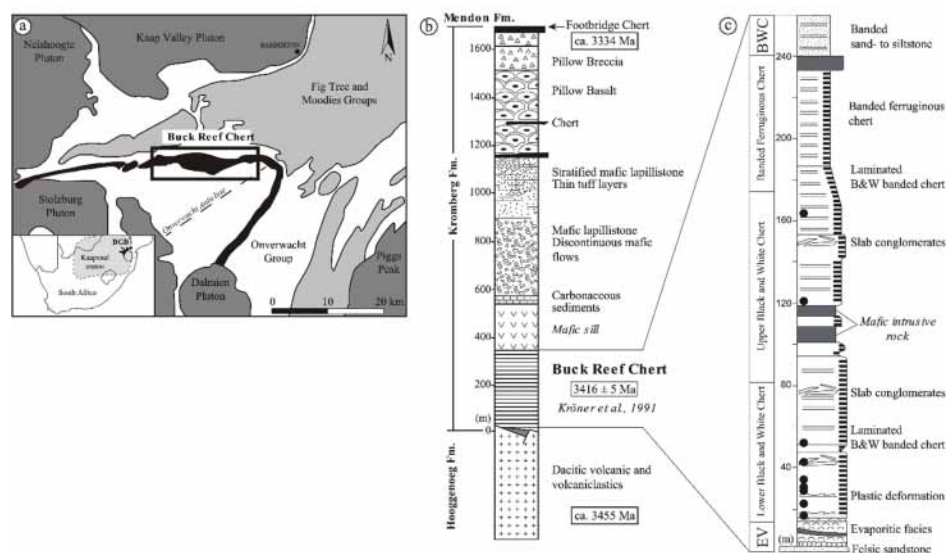 a
Nelshoogte
Pluton
Kaap Valley Pluton
BARBERTON
N
Fig Tree and
Moodies Groups
Buck Reef Chert
Stolzburg
Pluton
Onverwacht
Group
BGB
Kaapvaal
craton
South Africa
Dalmien
Pluton
Piggs
Peak
0 10 20 km
b
Mendon Fm.
Footbridge Chert
ca. 3334 Ma
1600
Pillow Breccia
Pillow Basalt
1400
Chert
1200
Stratified mafic lapillistone
Thin tuff layers
1000
Kromberg Fm.
Mafic lapillistone
Discontinuous mafic
flows
800
600
Carbonaceous
sediments
Mafic sill
400
Buck Reef Chert
3416 ± 5 Ma
Kröner et al., 1991
200
(m)
0
Hooggenoeg Fm.
Dacitic volcanic and
volcaniclastics
ca. 3455 Ma
c
BWC
Banded
sand- to siltstone
240
Banded Ferruginous Chert
Banded ferruginous
chert
200
Laminated
B&W banded chert
160
Slab conglomerates
Upper Black and White Chert
120
Mafic intrusive
rock
80
Slab conglomerates
Lower Black and White Chert
Laminated
B&W banded chert
40
Plastic deformation
EV
(m)
Evaporitic facies
Felsic sandstone